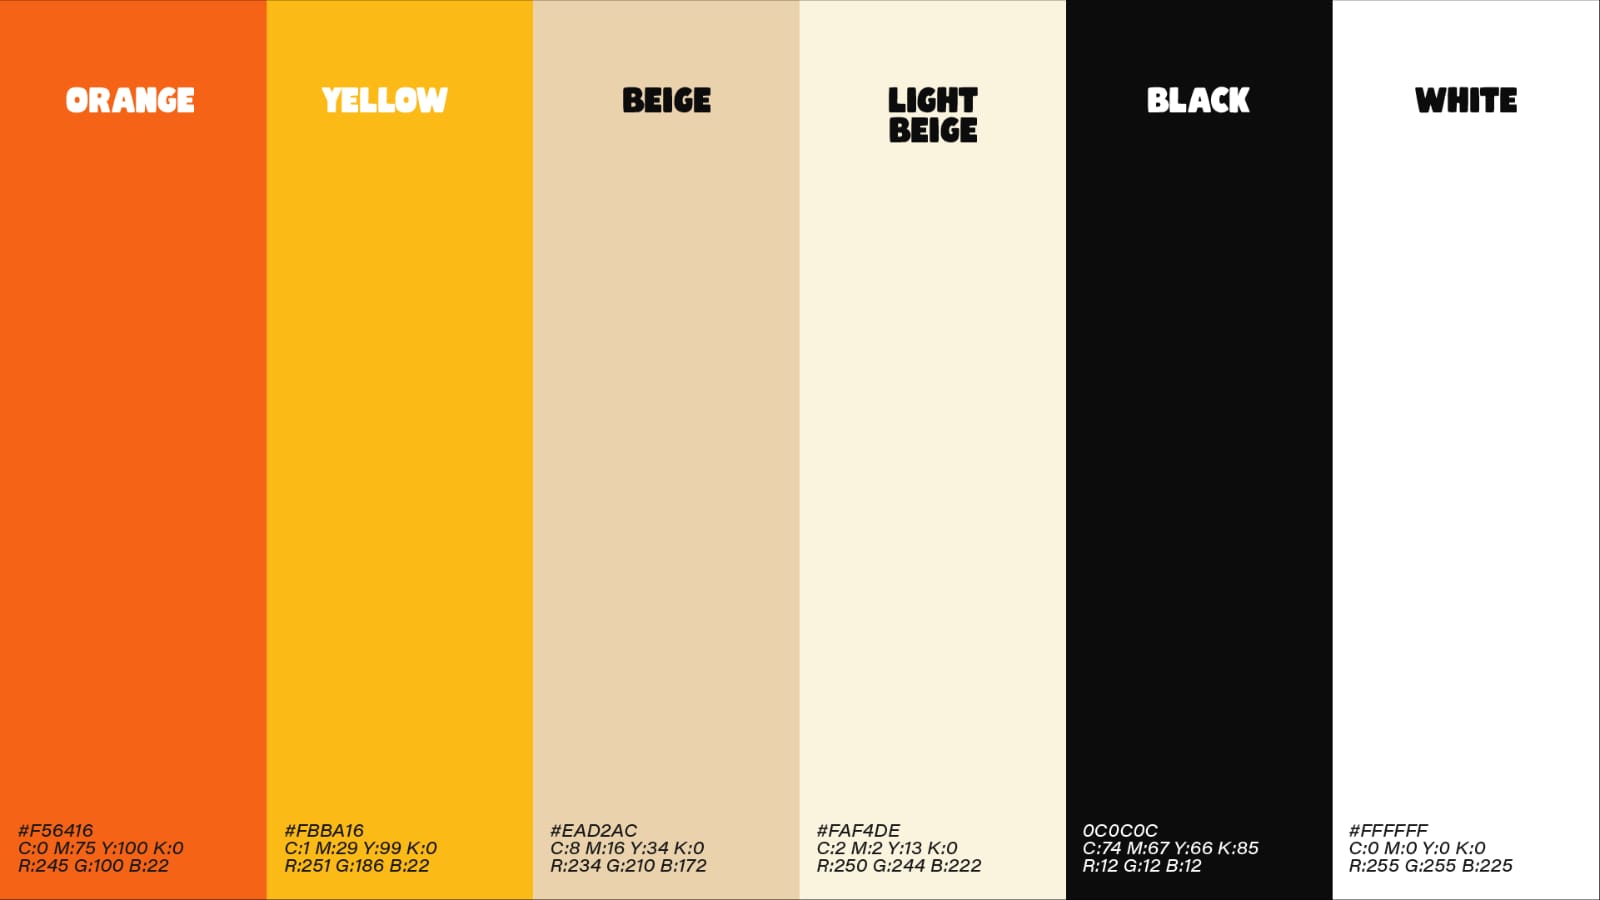 ORANGE
YELLOW
BEIGE
LIGHT
BEIGE
BLACK
WHITE
#F56416
C:0 M:75 Y:100 K:0
R:245 G:100 B:22
#FBBA16
C:1 M:29 Y:99 K:0
R:251 G:186 B:22
#EAD2AC
C:8 M:16 Y:34 K:0
R:234 G:210 B:172
#FAF4DE
C:2 M:2 Y:13 K:0
R:250 G:244 B:222
0C0C0C
C:74 M:67 Y:66 K:85
R:12 G:12 B:12
#FFFFFF
C:0 M:0 Y:0 K:0
R:255 G:255 B:225